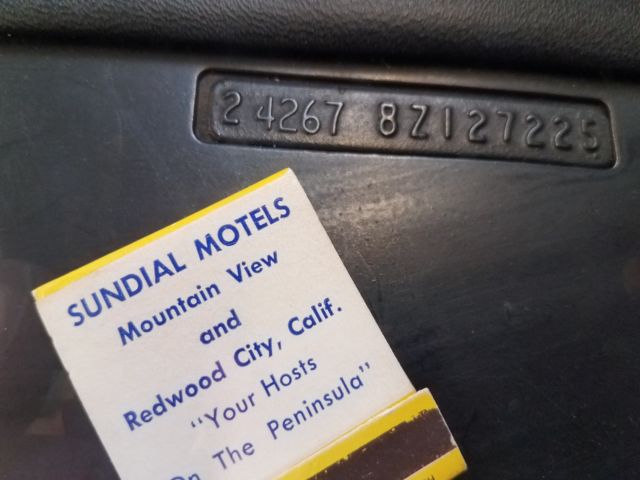 24267 8Z127225
SUNDIAL MOTELS
Mountain View
and
Redwood City, Calif.
"Your Hosts
On The Peninsula"